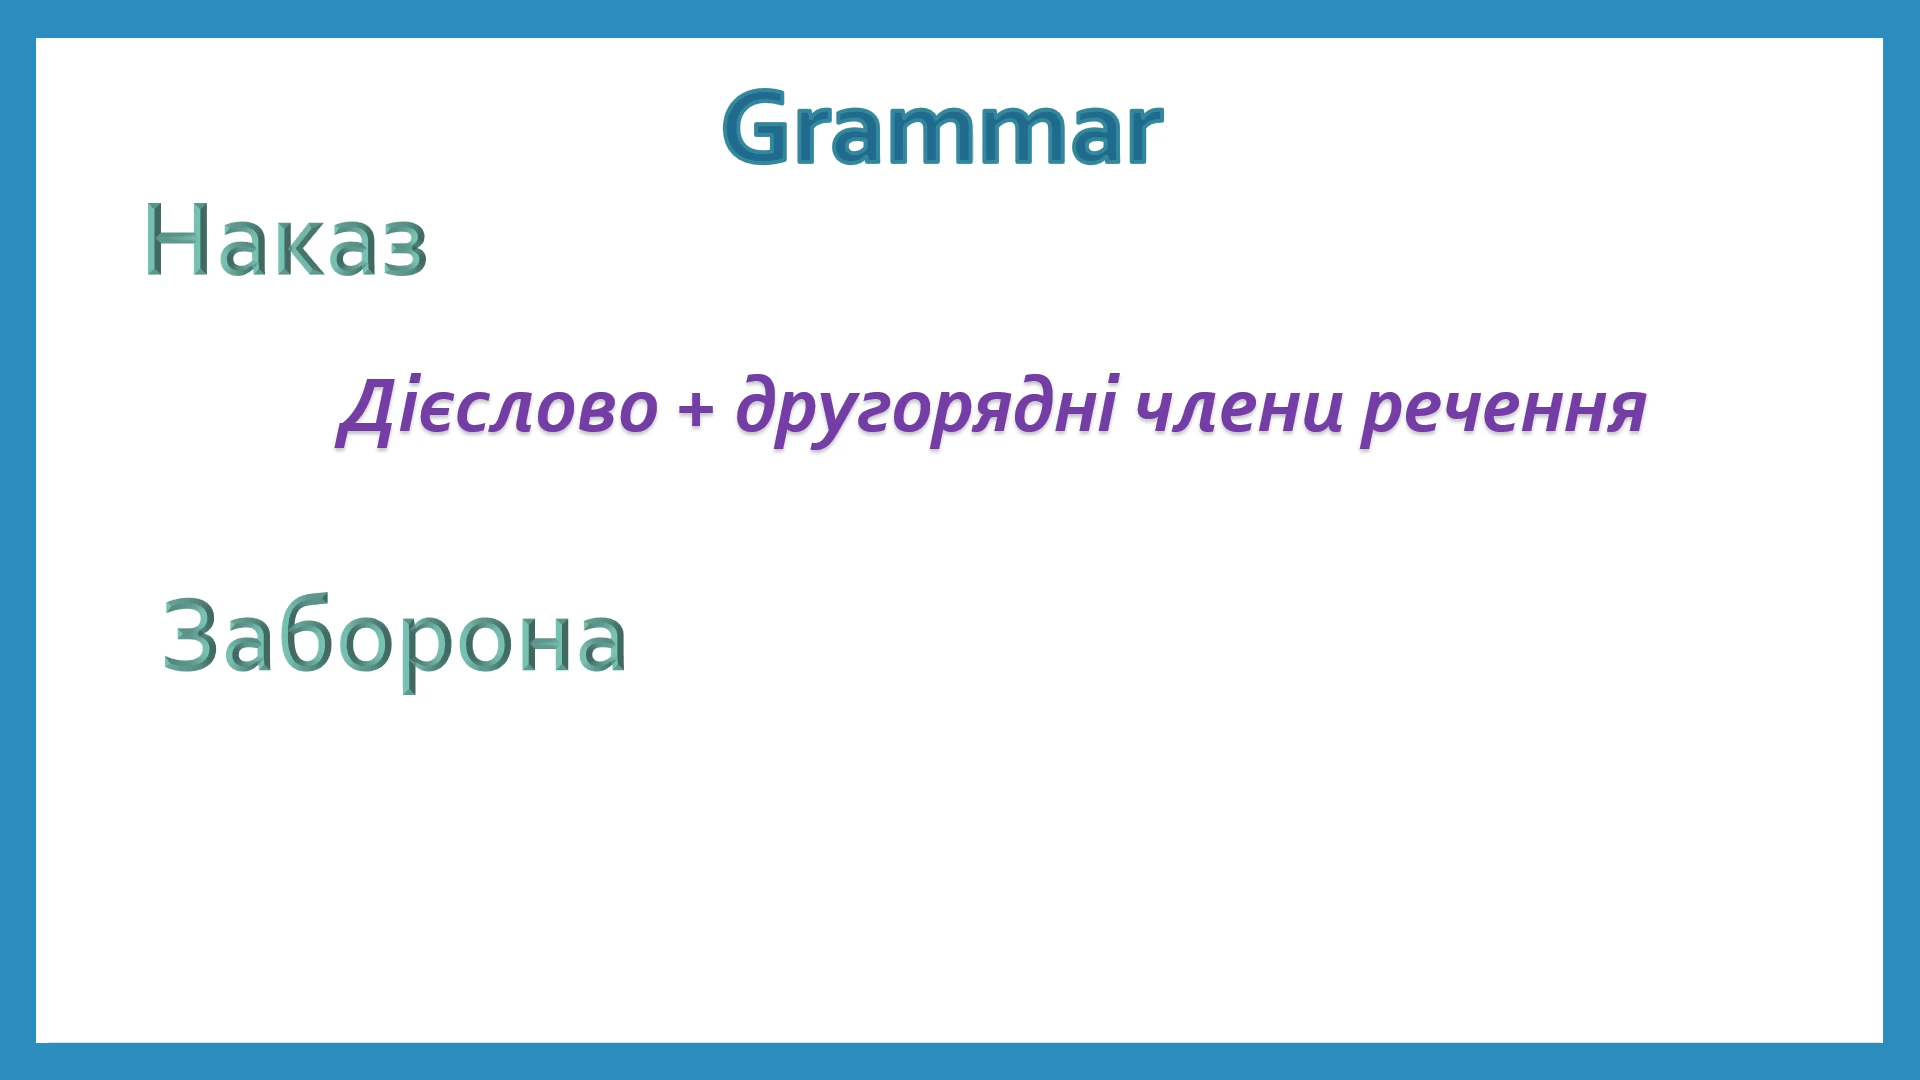 Grammar
Наказ
Дієслово + другорядні члени речення
Заборона